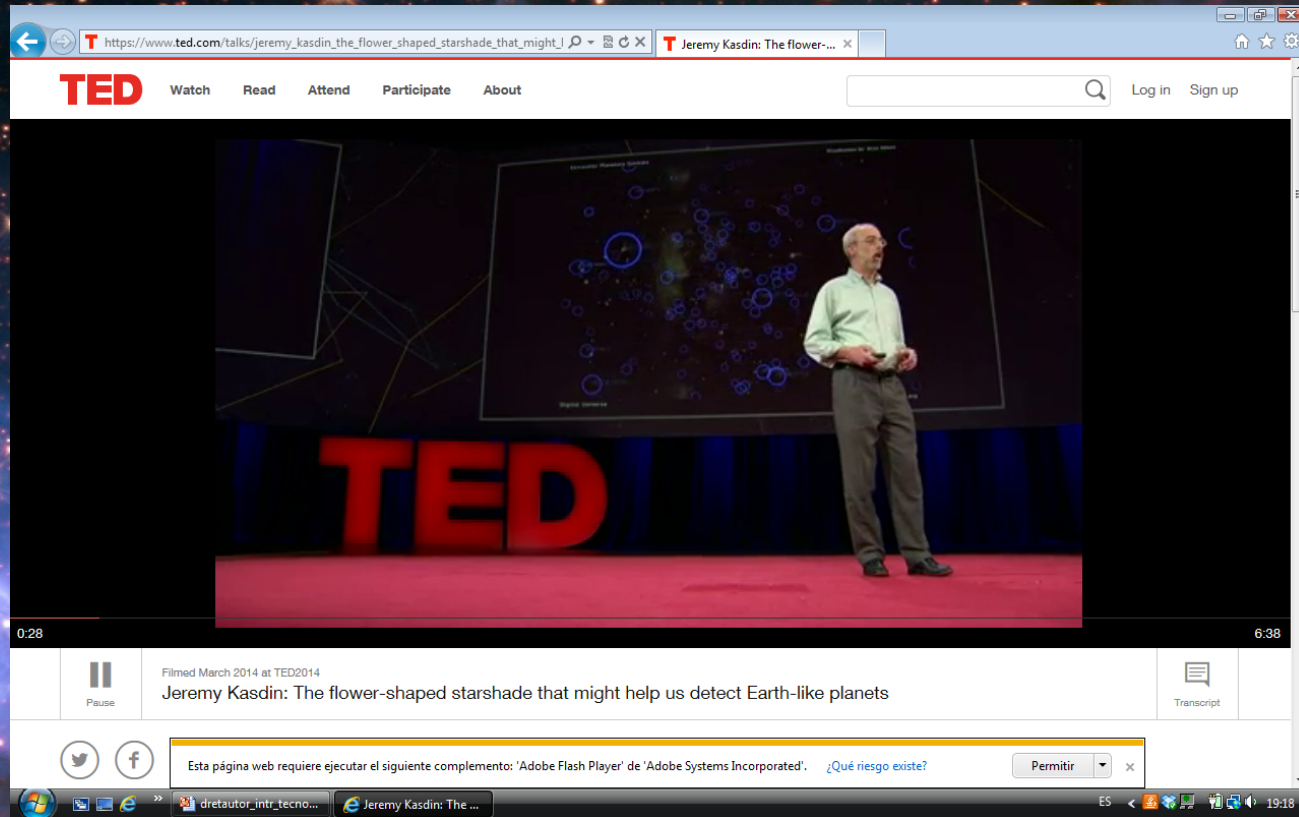 https://www.ted.com/talks/jeremy_kasdin_the_flower_shaped_starshade_that_might_l
Jeremy Kasdin: The flower-...
TED Watch Read Attend Participate About Log in Sign up
Digital Universe
TED
0:28 6:38
Filmed March 2014 at TED2014
Jeremy Kasdin: The flower-shaped starshade that might help us detect Earth-like planets
Pause
Transcript
Esta página web requiere ejecutar el siguiente complemento: 'Adobe Flash Player' de 'Adobe Systems Incorporated'. ¿Qué riesgo existe? Permitir
dretautor_intr_tecno... Jeremy Kasdin: The ... ES 19:18